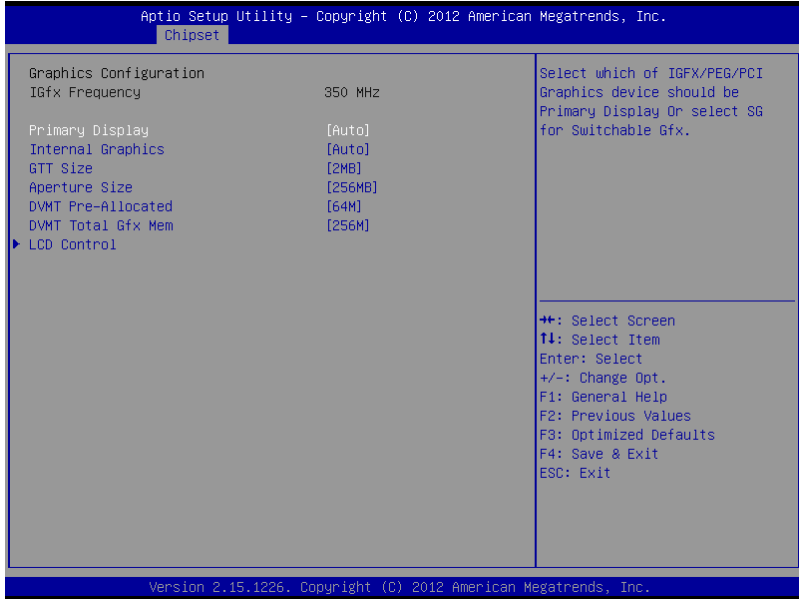 Aptio Setup Utility – Copyright (C) 2012 American Megatrends, Inc.
Chipset
Graphics Configuration
IGfx Frequency 350 MHz
Primary Display [Auto]
Internal Graphics [Auto]
GTT Size [2MB]
Aperture Size [256MB]
DVMT Pre-Allocated [64M]
DVMT Total Gfx Mem [256M]
LCD Control
Select which of IGFX/PEG/PCI
Graphics device should be
Primary Display Or select SG
for Switchable Gfx.
→←: Select Screen
↑↓: Select Item
Enter: Select
+/-: Change Opt.
F1: General Help
F2: Previous Values
F3: Optimized Defaults
F4: Save & Exit
ESC: Exit
Version 2.15.1226. Copyright (C) 2012 American Megatrends, Inc.